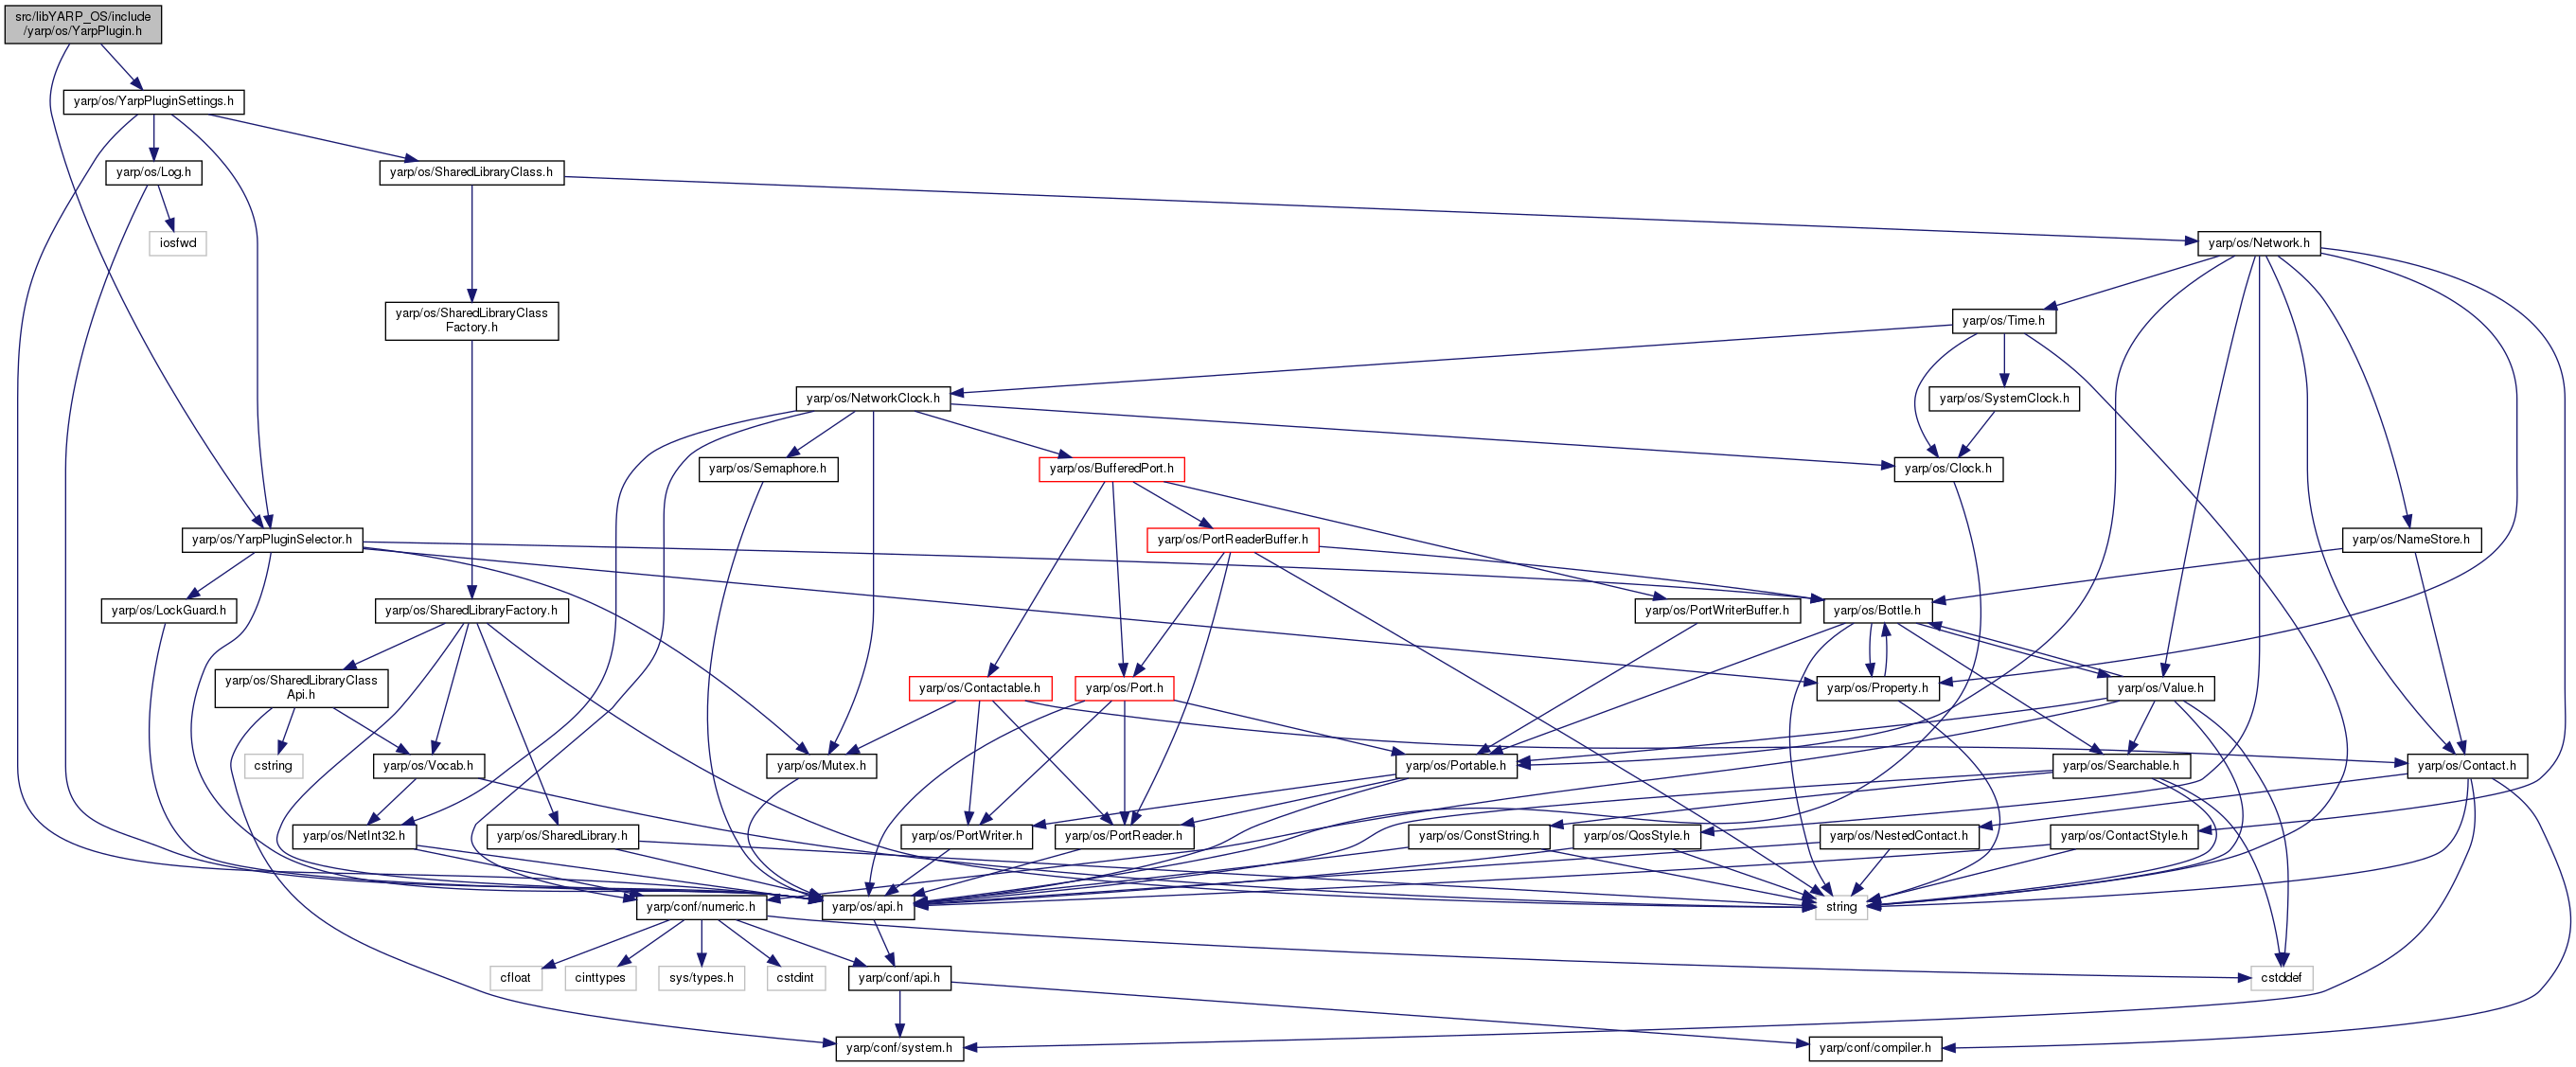 src/libYARP_OS/include
/yarp/os/YarpPlugin.h
yarp/os/YarpPluginSettings.h
yarp/os/Log.h
yarp/os/SharedLibraryClass.h
iosfwd
yarp/os/Network.h
yarp/os/SharedLibraryClass
Factory.h
yarp/os/Time.h
yarp/os/NetworkClock.h
yarp/os/SystemClock.h
yarp/os/Semaphore.h
yarp/os/BufferedPort.h
yarp/os/Clock.h
yarp/os/YarpPluginSelector.h
yarp/os/PortReaderBuffer.h
yarp/os/NameStore.h
yarp/os/LockGuard.h
yarp/os/SharedLibraryFactory.h
yarp/os/PortWriterBuffer.h
yarp/os/Bottle.h
yarp/os/SharedLibraryClass
Api.h
yarp/os/Contactable.h
yarp/os/Port.h
yarp/os/Property.h
yarp/os/Value.h
cstring
yarp/os/Vocab.h
yarp/os/Mutex.h
yarp/os/Portable.h
yarp/os/Searchable.h
yarp/os/Contact.h
yarp/os/NetInt32.h
yarp/os/SharedLibrary.h
yarp/os/PortWriter.h
yarp/os/PortReader.h
yarp/os/ConstString.h
yarp/os/QosStyle.h
yarp/os/NestedContact.h
yarp/os/ContactStyle.h
yarp/conf/numeric.h
yarp/os/api.h
string
cfloat
cinttypes
sys/types.h
cstdint
yarp/conf/api.h
cstddef
yarp/conf/system.h
yarp/conf/compiler.h